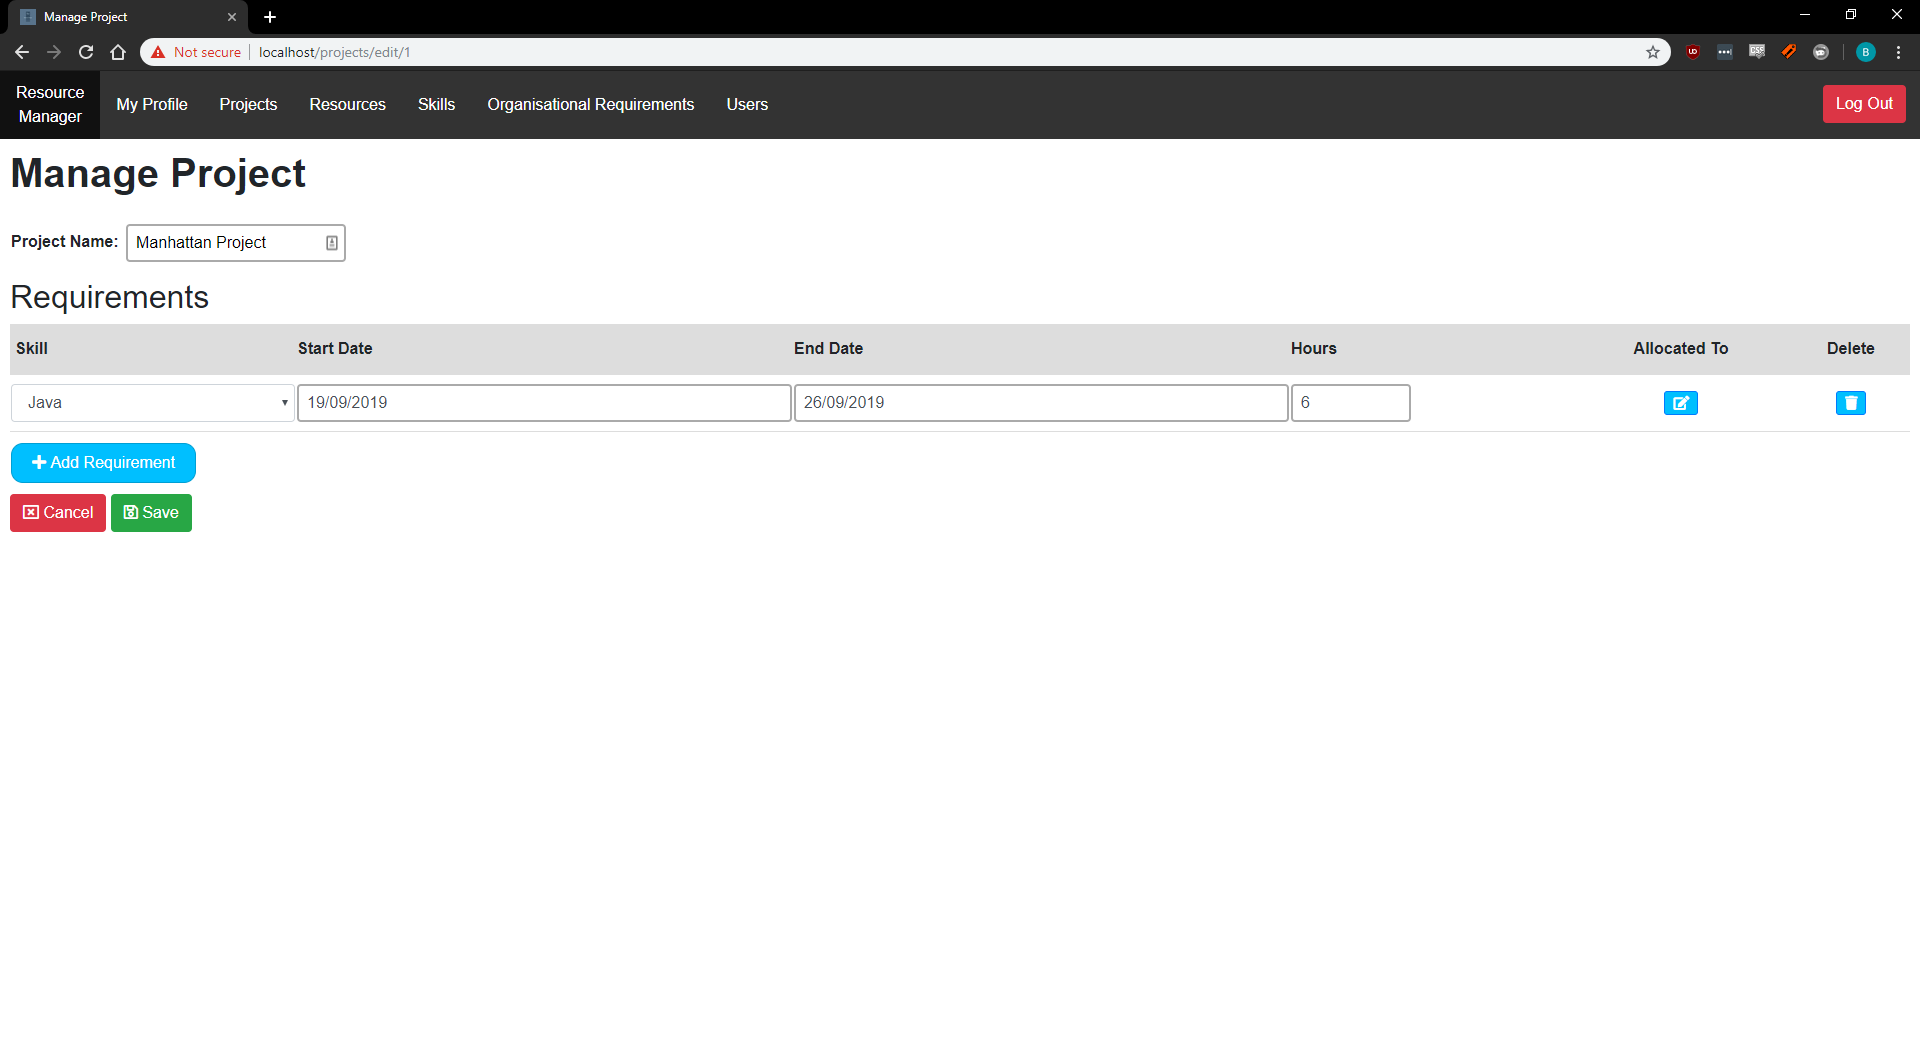 Manage Project
Not secure
localhost/projects/edit/1
B
Resource
Manager
My Profile
Projects
Resources
Skills
Organisational Requirements
Users
Log Out
Manage Project
Project Name:
Manhattan Project
Requirements
Skill
Start Date
End Date
Hours
Allocated To
Delete
Java
19/09/2019
26/09/2019
6
Add Requirement
Cancel
Save